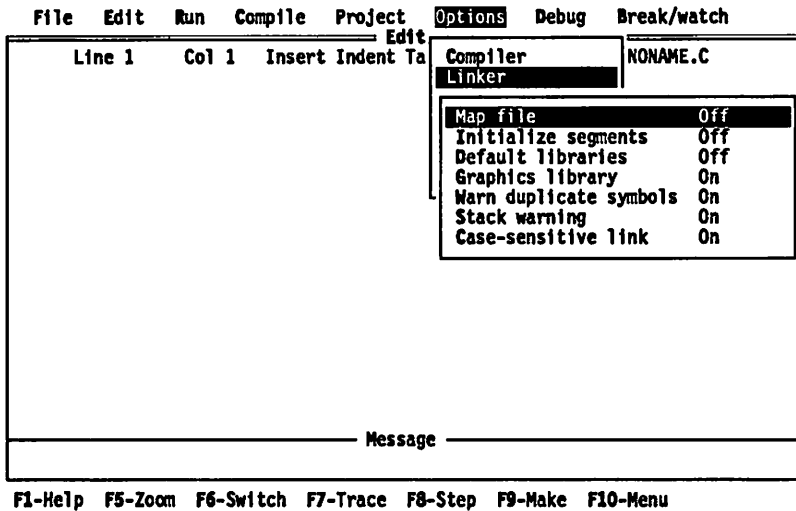 File Edit Run Compile Project Options Debug Break/watch
Edit
Line 1 Col 1 Insert Indent Ta
NONAME.C
Compiler
Linker
Map file Off
Initialize segments Off
Default libraries Off
Graphics library On
Warn duplicate symbols On
Stack warning On
Case-sensitive link On
Message
F1-Help F5-Zoom F6-Switch F7-Trace F8-Step F9-Make F10-Menu